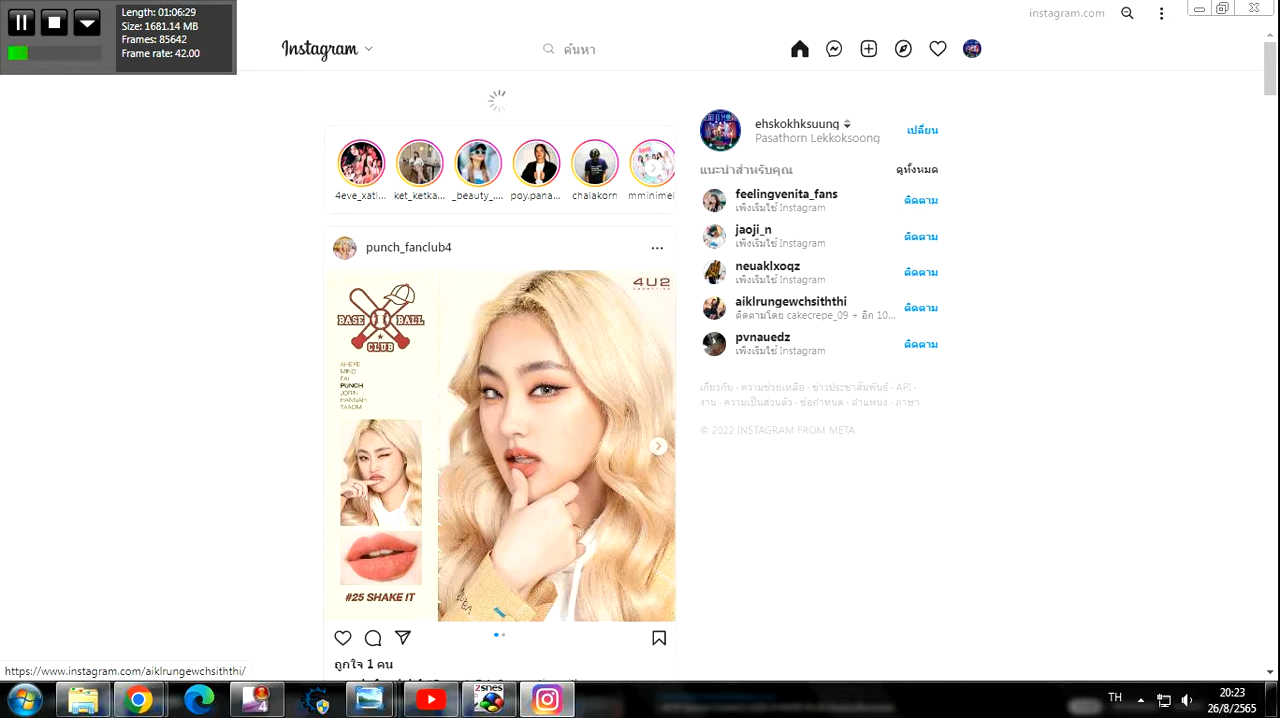 Length: 01:06:29
Size: 1681.14 MB
Frames: 85642
Frame rate: 42.00
instagram.com
Instagram
ค้นหา
4eve_xati...
ket_ketka...
_beauty_....
poy.pana...
chalakorn
mminimel
ehskokhksuung
Pasathorn Lekkoksoong
เปลี่ยน
แนะนำสำหรับคุณ
ดูทั้งหมด
feelingvenita_fans
เพิ่งเริ่มใช้ Instagram
ติดตาม
jaoji_n
เพิ่งเริ่มใช้ Instagram
ติดตาม
neuaklxoqz
เพิ่งเริ่มใช้ Instagram
ติดตาม
aiklrungewchsiththi
ติดตามโดย cakecrepe_09 + อีก 10...
ติดตาม
pvnauedz
เพิ่งเริ่มใช้ Instagram
ติดตาม
เกี่ยวกับ · ความช่วยเหลือ · ข่าวประชาสัมพันธ์ · API ·
งาน · ความเป็นส่วนตัว · ข้อกำหนด · ตำแหน่ง · ภาษา
© 2022 INSTAGRAM FROM META
punch_fanclub4
4U2
BASEBALL
CLUB
AHEYE
MIND
FAI
PUNCH
JORIN
HANNAH
TAAOM
#25 SHAKE IT
ถูกใจ 1 คน
https://www.instagram.com/aiklrungewchsiththi/
zsnes
TH
20:23
26/8/2565